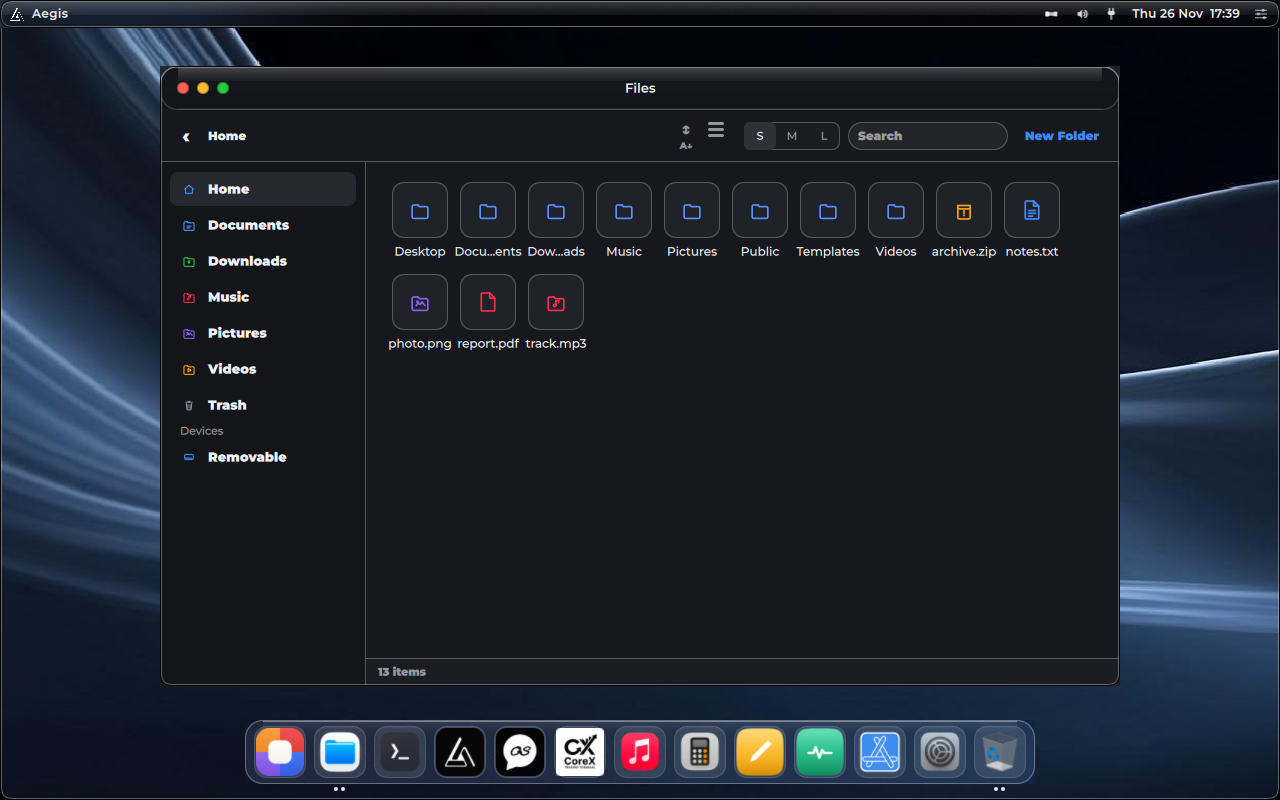 Aegis
Thu 26 Nov 17:39
Files
Home
A+
S M L
Search
New Folder
Home
Documents
Downloads
Music
Pictures
Videos
Trash
Devices
Removable
Desktop Docu...ents Dow...ads Music Pictures Public Templates Videos archive.zip notes.txt
photo.png report.pdf track.mp3
13 items
as
CX
CoreX